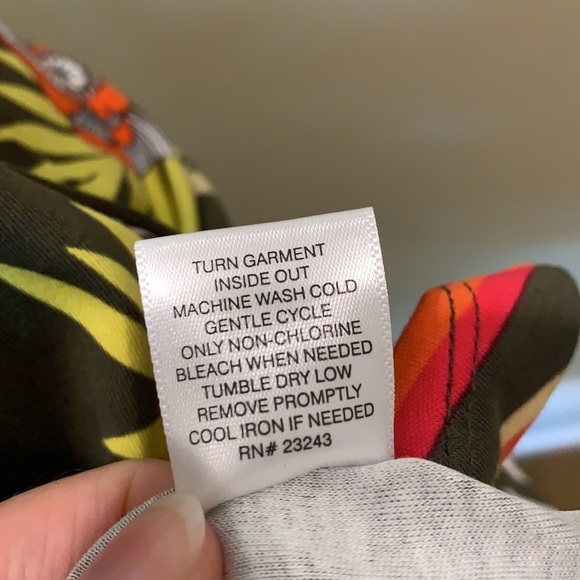 TURN GARMENT
INSIDE OUT
MACHINE WASH COLD
GENTLE CYCLE
ONLY NON-CHLORINE
BLEACH WHEN NEEDED
TUMBLE DRY LOW
REMOVE PROMPTLY
COOL IRON IF NEEDED
RN# 23243